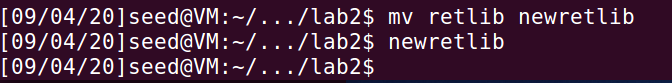 [09/04/20]seed@VM:~/.../lab2$ mv retlib newretlib
[09/04/20]seed@VM:~/.../lab2$ newretlib
[09/04/20]seed@VM:~/.../lab2$